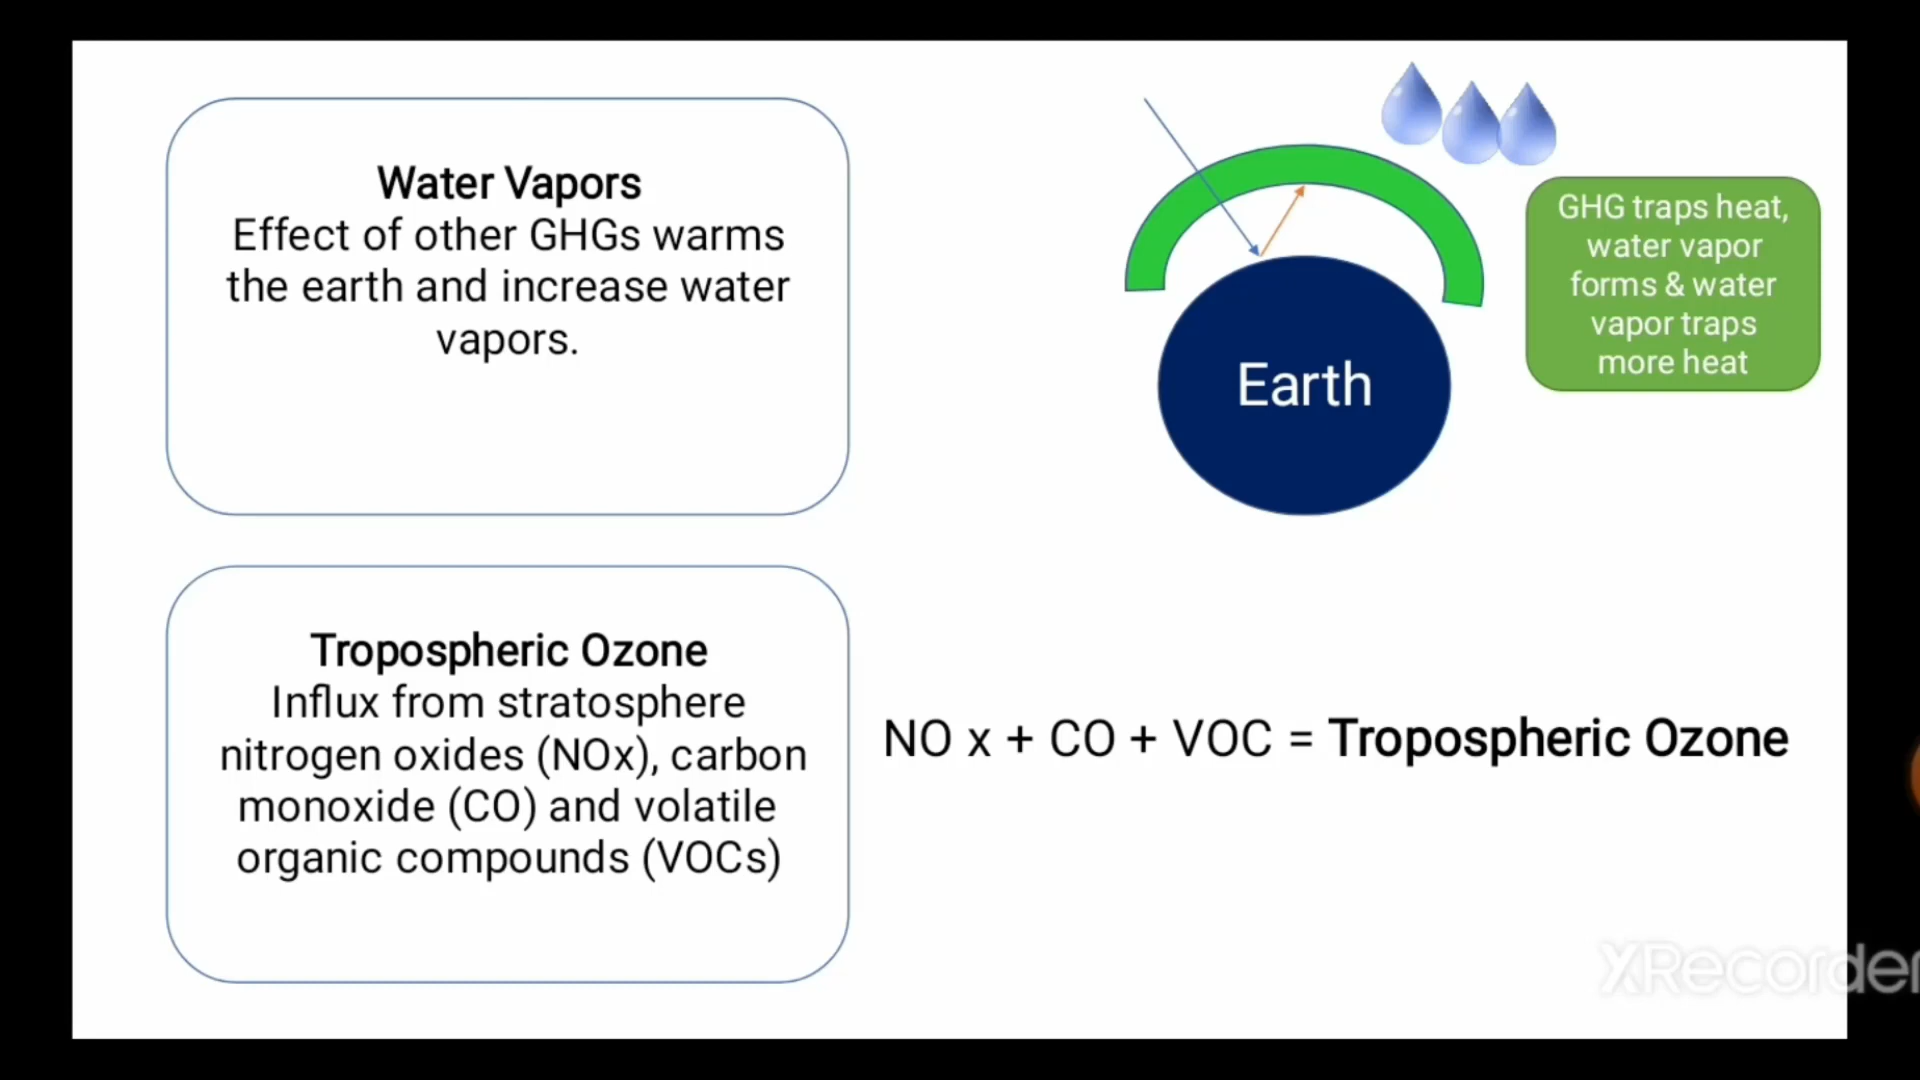 Water Vapors
Effect of other GHGs warms
the earth and increase water
vapors.
GHG traps heat,
water vapor
forms & water
vapor traps
more heat
Earth
Tropospheric Ozone
Influx from stratosphere
nitrogen oxides (NOx), carbon
monoxide (CO) and volatile
organic compounds (VOCs)
NO x + CO + VOC = Tropospheric Ozone
XRecorder